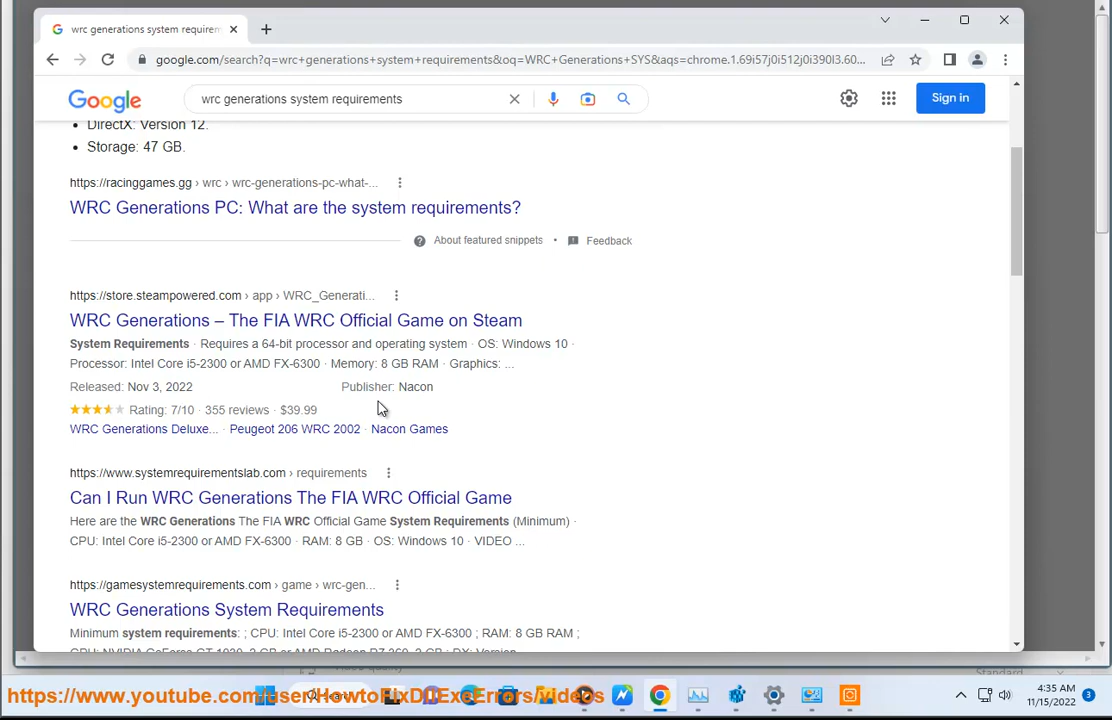 wrc generations system requirem
google.com/search?q=wrc+generations+system+requirements&oq=WRC+Generations+SYS&aqs=chrome.1.69i57j0i512j0i390l3.60...
Google
wrc generations system requirements
Sign in
• DirectX: Version 12.
• Storage: 47 GB.
https://racinggames.gg › wrc › wrc-generations-pc-what-...
WRC Generations PC: What are the system requirements?
About featured snippets • Feedback
https://store.steampowered.com › app › WRC_Generati...
WRC Generations – The FIA WRC Official Game on Steam
System Requirements · Requires a 64-bit processor and operating system · OS: Windows 10 ·
Processor: Intel Core i5-2300 or AMD FX-6300 · Memory: 8 GB RAM · Graphics: ...
Released: Nov 3, 2022 Publisher: Nacon
Rating: 7/10 · 355 reviews · $39.99
WRC Generations Deluxe... · Peugeot 206 WRC 2002 · Nacon Games
https://www.systemrequirementslab.com › requirements
Can I Run WRC Generations The FIA WRC Official Game
Here are the WRC Generations The FIA WRC Official Game System Requirements (Minimum) ·
CPU: Intel Core i5-2300 or AMD FX-6300 · RAM: 8 GB · OS: Windows 10 · VIDEO ...
https://gamesystemrequirements.com › game › wrc-gen...
WRC Generations System Requirements
Minimum system requirements: ; CPU: Intel Core i5-2300 or AMD FX-6300 ; RAM: 8 GB RAM ;
Standard
https://www.youtube.com/user/HowtoFixDllExeErrors/videos
4:35 AM
11/15/2022
3